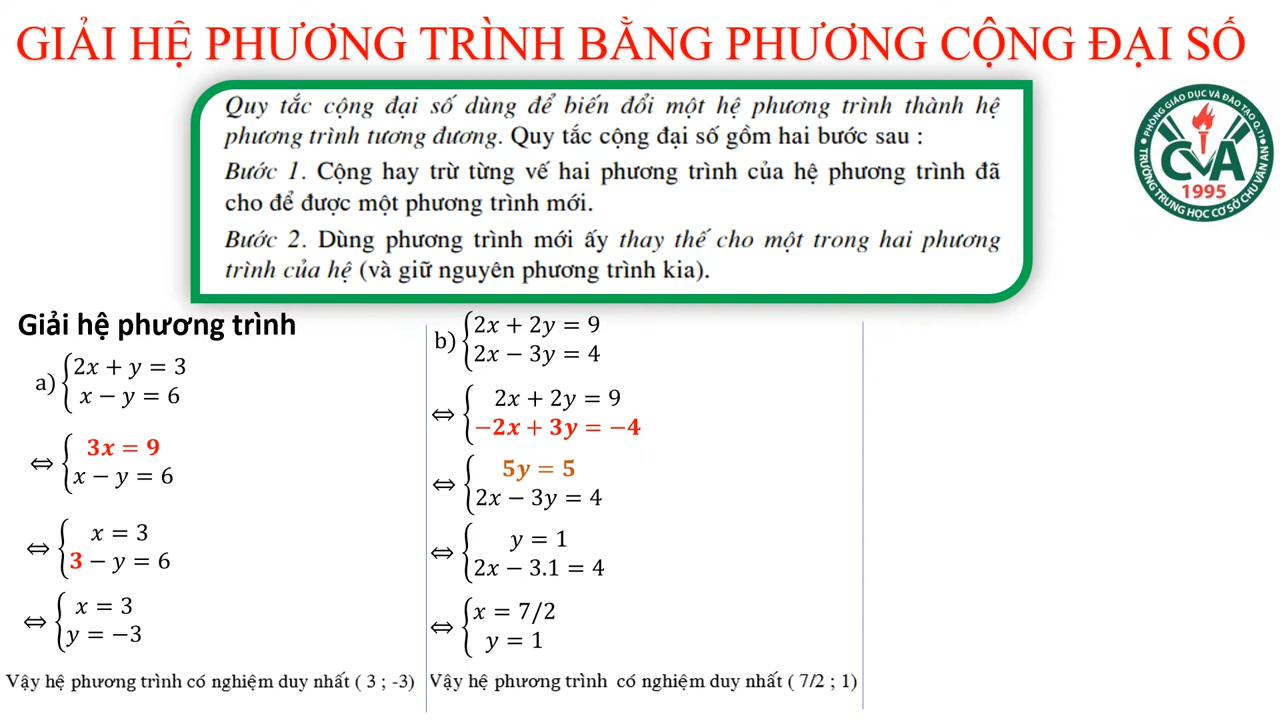 GIẢI HỆ PHƯƠNG TRÌNH BẰNG PHƯƠNG CỘNG ĐẠI SỐ
Quy tắc cộng đại số dùng để biến đổi một hệ phương trình thành hệ
phương trình tương đương. Quy tắc cộng đại số gồm hai bước sau :
Bước 1. Cộng hay trừ từng vế hai phương trình của hệ phương trình đã
cho để được một phương trình mới.
Bước 2. Dùng phương trình mới ấy thay thế cho một trong hai phương
trình của hệ (và giữ nguyên phương trình kia).
PHÒNG GIÁO DỤC VÀ ĐÀO TẠO Q.11
CVA
1995
TRƯỜNG TRUNG HỌC CƠ SỞ CHU VĂN AN
Giải hệ phương trình
a) {2x + y = 3
x − y = 6
⇔ {3x = 9
x − y = 6
⇔ {x = 3
3 − y = 6
⇔ {x = 3
y = −3
Vậy hệ phương trình có nghiệm duy nhất ( 3 ; -3)
b) {2x + 2y = 9
2x − 3y = 4
⇔ {2x + 2y = 9
−2x + 3y = −4
⇔ {5y = 5
2x − 3y = 4
⇔ {y = 1
2x − 3.1 = 4
⇔ {x = 7/2
y = 1
Vậy hệ phương trình có nghiệm duy nhất ( 7/2 ; 1)